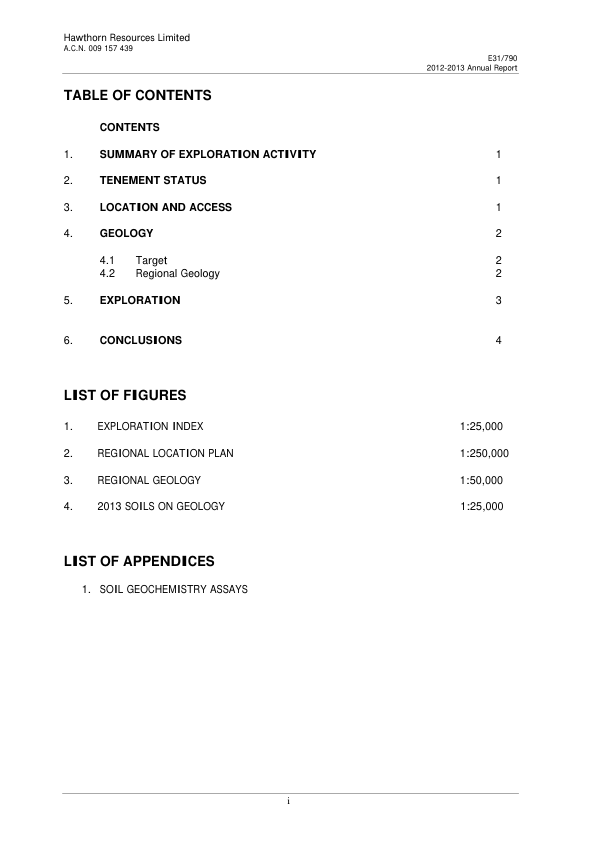 Hawthorn Resources Limited
A.C.N. 009 157 439
E31/790
2012-2013 Annual Report
TABLE OF CONTENTS
CONTENTS
1. SUMMARY OF EXPLORATION ACTIVITY 1
2. TENEMENT STATUS 1
3. LOCATION AND ACCESS 1
4. GEOLOGY 2
4.1 Target 2
4.2 Regional Geology 2
5. EXPLORATION 3
6. CONCLUSIONS 4
LIST OF FIGURES
1. EXPLORATION INDEX 1:25,000
2. REGIONAL LOCATION PLAN 1:250,000
3. REGIONAL GEOLOGY 1:50,000
4. 2013 SOILS ON GEOLOGY 1:25,000
LIST OF APPENDICES
1. SOIL GEOCHEMISTRY ASSAYS
i